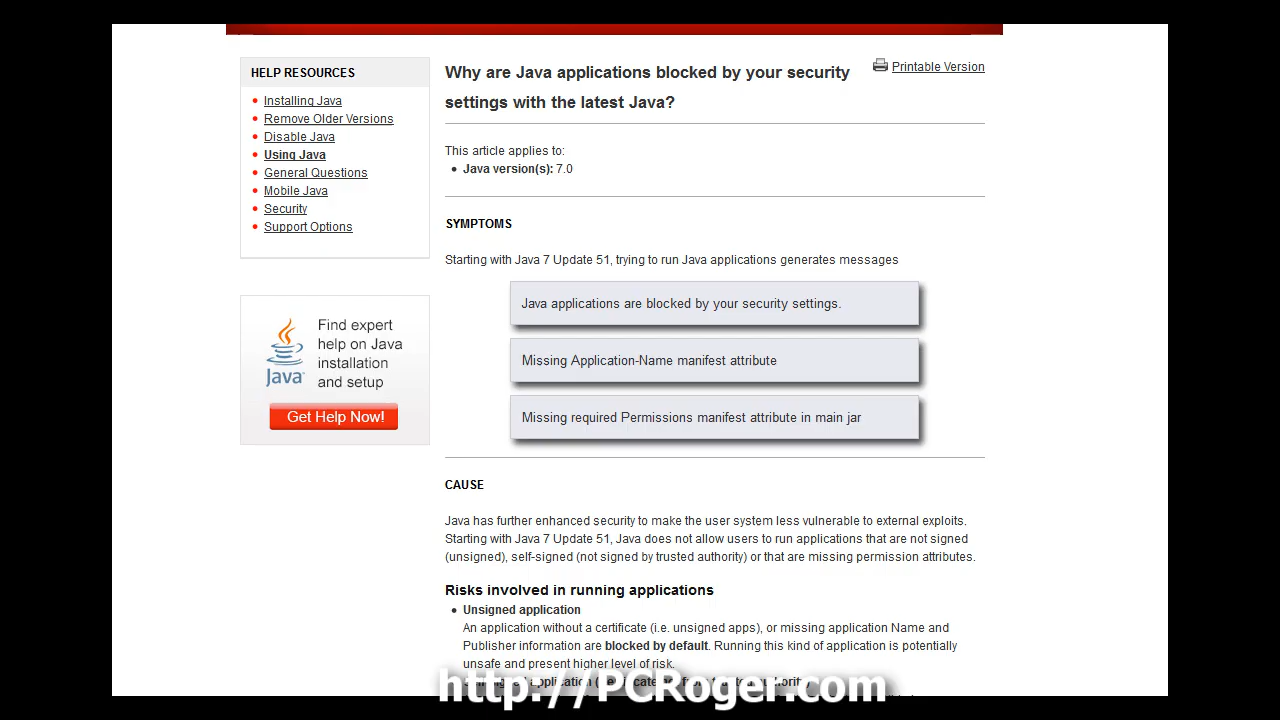 HELP RESOURCES
Installing Java
Remove Older Versions
Disable Java
Using Java
General Questions
Mobile Java
Security
Support Options
Find expert
help on Java
installation
and setup
Java
Get Help Now!
Why are Java applications blocked by your security
settings with the latest Java?
Printable Version
This article applies to:
• Java version(s): 7.0
SYMPTOMS
Starting with Java 7 Update 51, trying to run Java applications generates messages
Java applications are blocked by your security settings.
Missing Application-Name manifest attribute
Missing required Permissions manifest attribute in main jar
CAUSE
Java has further enhanced security to make the user system less vulnerable to external exploits.
Starting with Java 7 Update 51, Java does not allow users to run applications that are not signed
(unsigned), self-signed (not signed by trusted authority) or that are missing permission attributes.
Risks involved in running applications
• Unsigned application
An application without a certificate (i.e. unsigned apps), or missing application Name and
Publisher information are blocked by default. Running this kind of application is potentially
unsafe and present higher level of risk.
http://PCRoger.com